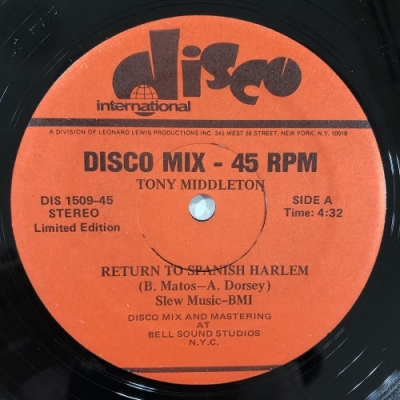 disco
international
A DIVISION OF LEONARD LEWIS PRODUCTIONS INC. 345 WEST 58 STREET, NEW YORK, N.Y. 10019
DISCO MIX - 45 RPM
TONY MIDDLETON
DIS 1509-45
STEREO
Limited Edition
SIDE A
Time: 4:32
RETURN TO SPANISH HARLEM
(B. Matos—A. Dorsey)
Slew Music-BMI
DISCO MIX AND MASTERING
AT
BELL SOUND STUDIOS
N.Y.C.